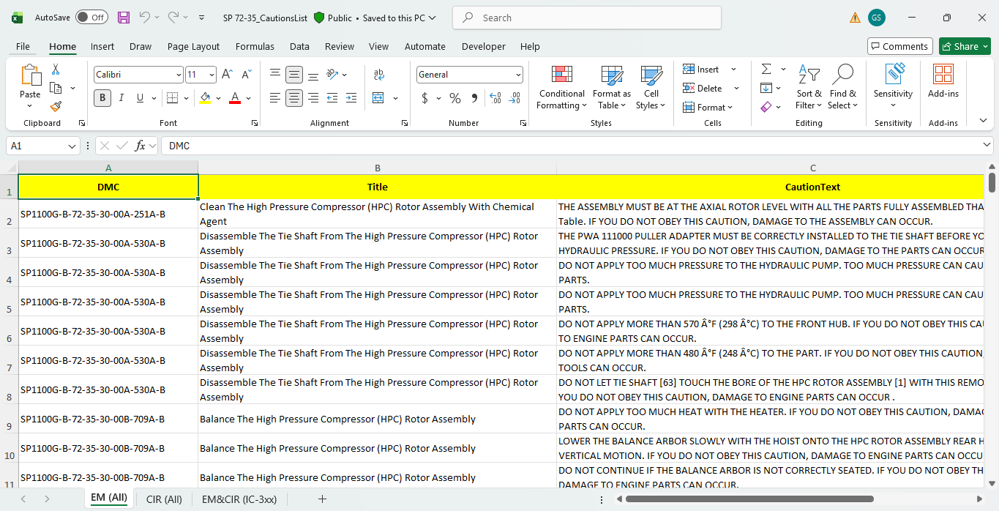 AutoSave Off SP 72-35_CautionsList Public • Saved to this PC Search GS
File Home Insert Draw Page Layout Formulas Data Review View Automate Developer Help Comments Share
Paste
Clipboard
Calibri 11 A A
B I U A
Font
ab
Alignment
General
$ % , .00 .00
Number
Conditional Formatting
Format as Table
Cell Styles
Styles
Insert
Delete
Format
Cells
Sort & Filter
Find & Select
Editing
Sensitivity
Sensitivity
Add-ins
Add-ins
A1 fx DMC
A B C
1 DMC Title CautionText
2 SP1100G-B-72-35-30-00A-251A-B Clean The High Pressure Compressor (HPC) Rotor Assembly With Chemical Agent THE ASSEMBLY MUST BE AT THE AXIAL ROTOR LEVEL WITH ALL THE PARTS FULLY ASSEMBLED THA
Table. IF YOU DO NOT OBEY THIS CAUTION, DAMAGE TO THE ASSEMBLY CAN OCCUR.
3 SP1100G-B-72-35-30-00A-530A-B Disassemble The Tie Shaft From The High Pressure Compressor (HPC) Rotor Assembly THE PWA 111000 PULLER ADAPTER MUST BE CORRECTLY INSTALLED TO THE TIE SHAFT BEFORE YO
HYDRAULIC PRESSURE. IF YOU DO NOT OBEY THIS CAUTION, DAMAGE TO THE PARTS CAN OCCUR
4 SP1100G-B-72-35-30-00A-530A-B Disassemble The Tie Shaft From The High Pressure Compressor (HPC) Rotor Assembly DO NOT APPLY TOO MUCH PRESSURE TO THE HYDRAULIC PUMP. TOO MUCH PRESSURE CAN CAU
PARTS.
5 SP1100G-B-72-35-30-00A-530A-B Disassemble The Tie Shaft From The High Pressure Compressor (HPC) Rotor Assembly DO NOT APPLY TOO MUCH PRESSURE TO THE HYDRAULIC PUMP. TOO MUCH PRESSURE CAN CAU
PARTS.
6 SP1100G-B-72-35-30-00A-530A-B Disassemble The Tie Shaft From The High Pressure Compressor (HPC) Rotor Assembly DO NOT APPLY MORE THAN 570 Â°F (298 Â°C) TO THE FRONT HUB. IF YOU DO NOT OBEY THIS CA
TO ENGINE PARTS CAN OCCUR.
7 SP1100G-B-72-35-30-00A-530A-B Disassemble The Tie Shaft From The High Pressure Compressor (HPC) Rotor Assembly DO NOT APPLY MORE THAN 480 Â°F (248 Â°C) TO THE PART. IF YOU DO NOT OBEY THIS CAUTION,
TOOLS CAN OCCUR.
8 SP1100G-B-72-35-30-00A-530A-B Disassemble The Tie Shaft From The High Pressure Compressor (HPC) Rotor Assembly DO NOT LET TIE SHAFT [63] TOUCH THE BORE OF THE HPC ROTOR ASSEMBLY [1] WITH THIS REMO
YOU DO NOT OBEY THIS CAUTION, DAMAGE TO ENGINE PARTS CAN OCCUR .
9 SP1100G-B-72-35-30-00B-709A-B Balance The High Pressure Compressor (HPC) Rotor Assembly DO NOT APPLY TOO MUCH HEAT WITH THE HEATER. IF YOU DO NOT OBEY THIS CAUTION, DAMA
PARTS CAN OCCUR.
10 SP1100G-B-72-35-30-00B-709A-B Balance The High Pressure Compressor (HPC) Rotor Assembly LOWER THE BALANCE ARBOR SLOWLY WITH THE HOIST ONTO THE HPC ROTOR ASSEMBLY REAR H
VERTICAL MOTION. IF YOU DO NOT OBEY THIS CAUTION, DAMAGE TO ENGINE PARTS CAN OCCU
11 SP1100G-B-72-35-30-00B-709A-B Balance The High Pressure Compressor (HPC) Rotor Assembly DO NOT CONTINUE IF THE BALANCE ARBOR IS NOT CORRECTLY SEATED. IF YOU DO NOT OBEY TH
DAMAGE TO ENGINE PARTS CAN OCCUR.
EM (All) CIR (All) EM&CIR (IC-3xx)